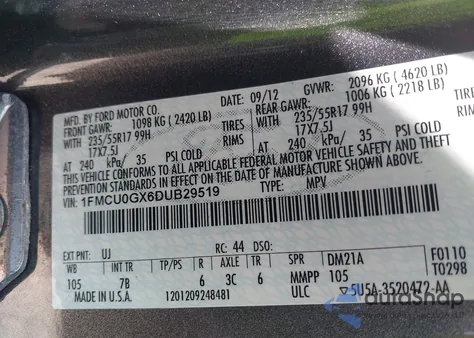 MFD. BY FORD MOTOR CO.
DATE: 09/12 GVWR: 2096 KG ( 4620 LB)
FRONT GAWR: 1098 KG ( 2420 LB) REAR GAWR: 1006 KG ( 2218 LB)
WITH 235/55R17 99H TIRES WITH 235/55R17 99H
17X7.5J RIMS 17X7.5J
AT 240 kPa/ 35 PSI COLD AT 240 kPa/ 35 PSI COLD
THIS VEHICLE CONFORMS TO ALL APPLICABLE FEDERAL MOTOR VEHICLE SAFETY AND THEFT
PREVENTION STANDARDS IN EFFECT ON THE DATE OF MANUFACTURE SHOWN ABOVE.
VIN: 1FMCU0GX6DUB29519 TYPE: MPV
F0110
T0298
EXT PNT: UJ RC: 44 DSO:
WB INT TR TP/PS R AXLE TR SPR DM21A
105 7B 6 3C 6 MMPP 105
MADE IN U.S.A. 1201209248481 ULC ▽5U5A-3520472-AA
autoshop